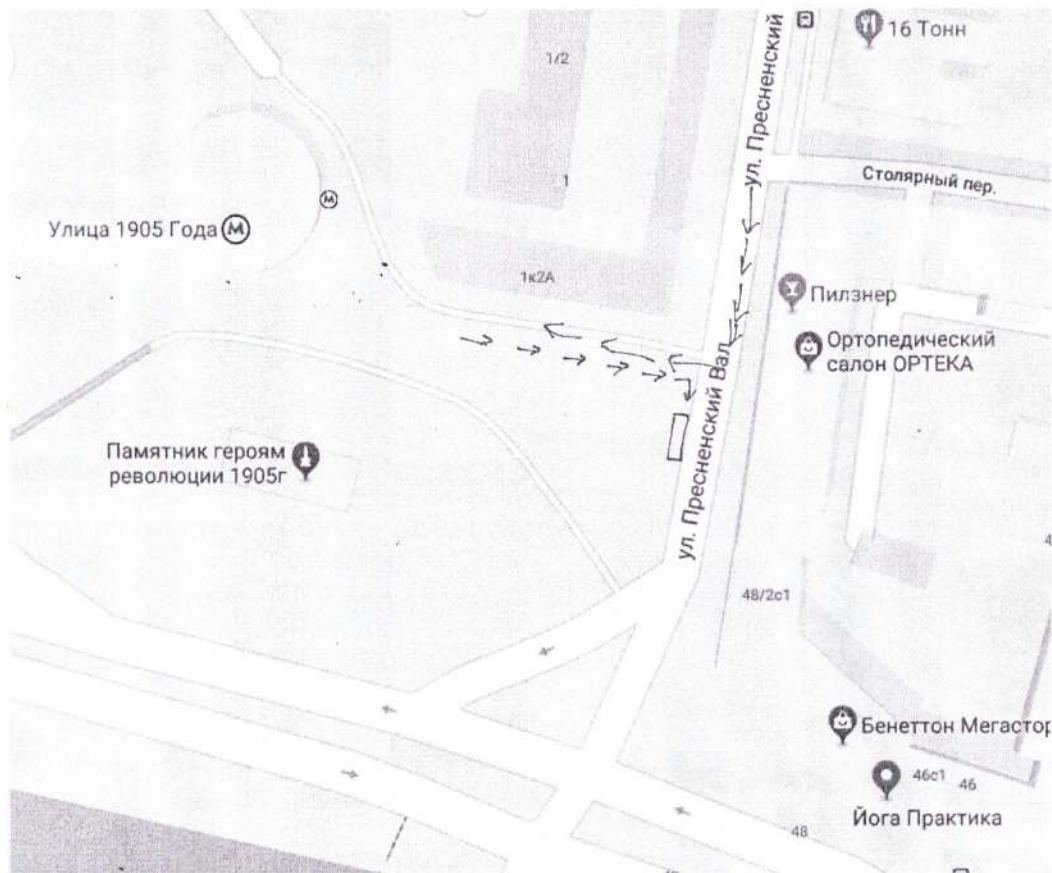 16 Тонн
1/2
ул. Пресненский
Столярный пер.
1
М
Улица 1905 Года М
1к2А
Пилзнер
Ортопедический
салон ОРТЕКА
ул. Пресненский Вал
Памятник героям
революции 1905г
4
48/2с1
Бенеттон Мегастор
46с1
46
Йога Практика
48